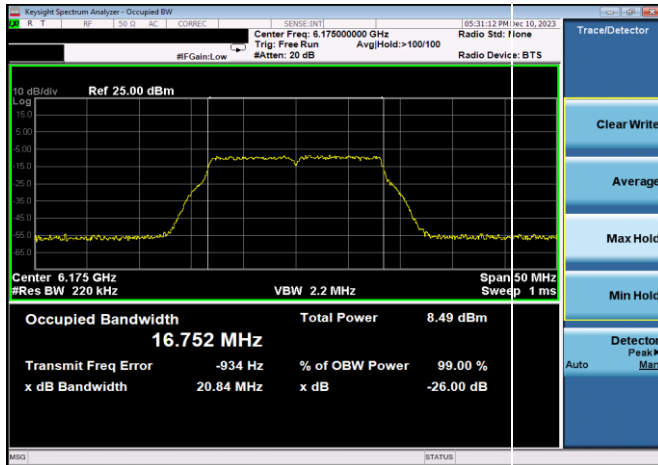 Keysight Spectrum Analyzer - Occupied BW
R T RF 50 Ω AC CORREC SENSE:INT 05:31:12 PM Dec 10, 2023
Center Freq: 6.175000000 GHz Radio Std: None
Trig: Free Run Avg|Hold:>100/100
#IFGain:Low #Atten: 20 dB Radio Device: BTS
Trace/Detector
10 dB/div Ref 25.00 dBm
Log
15.0
5.00
-5.00
-15.0
-25.0
-35.0
-45.0
-55.0
-65.0
Center 6.175 GHz Span 50 MHz
#Res BW 220 kHz VBW 2.2 MHz Sweep 1 ms
Occupied Bandwidth Total Power 8.49 dBm
16.752 MHz
Transmit Freq Error -934 Hz % of OBW Power 99.00 %
x dB Bandwidth 20.84 MHz x dB -26.00 dB
Clear Write
Average
Max Hold
Min Hold
Detector
Peak
Auto Man
MSG STATUS